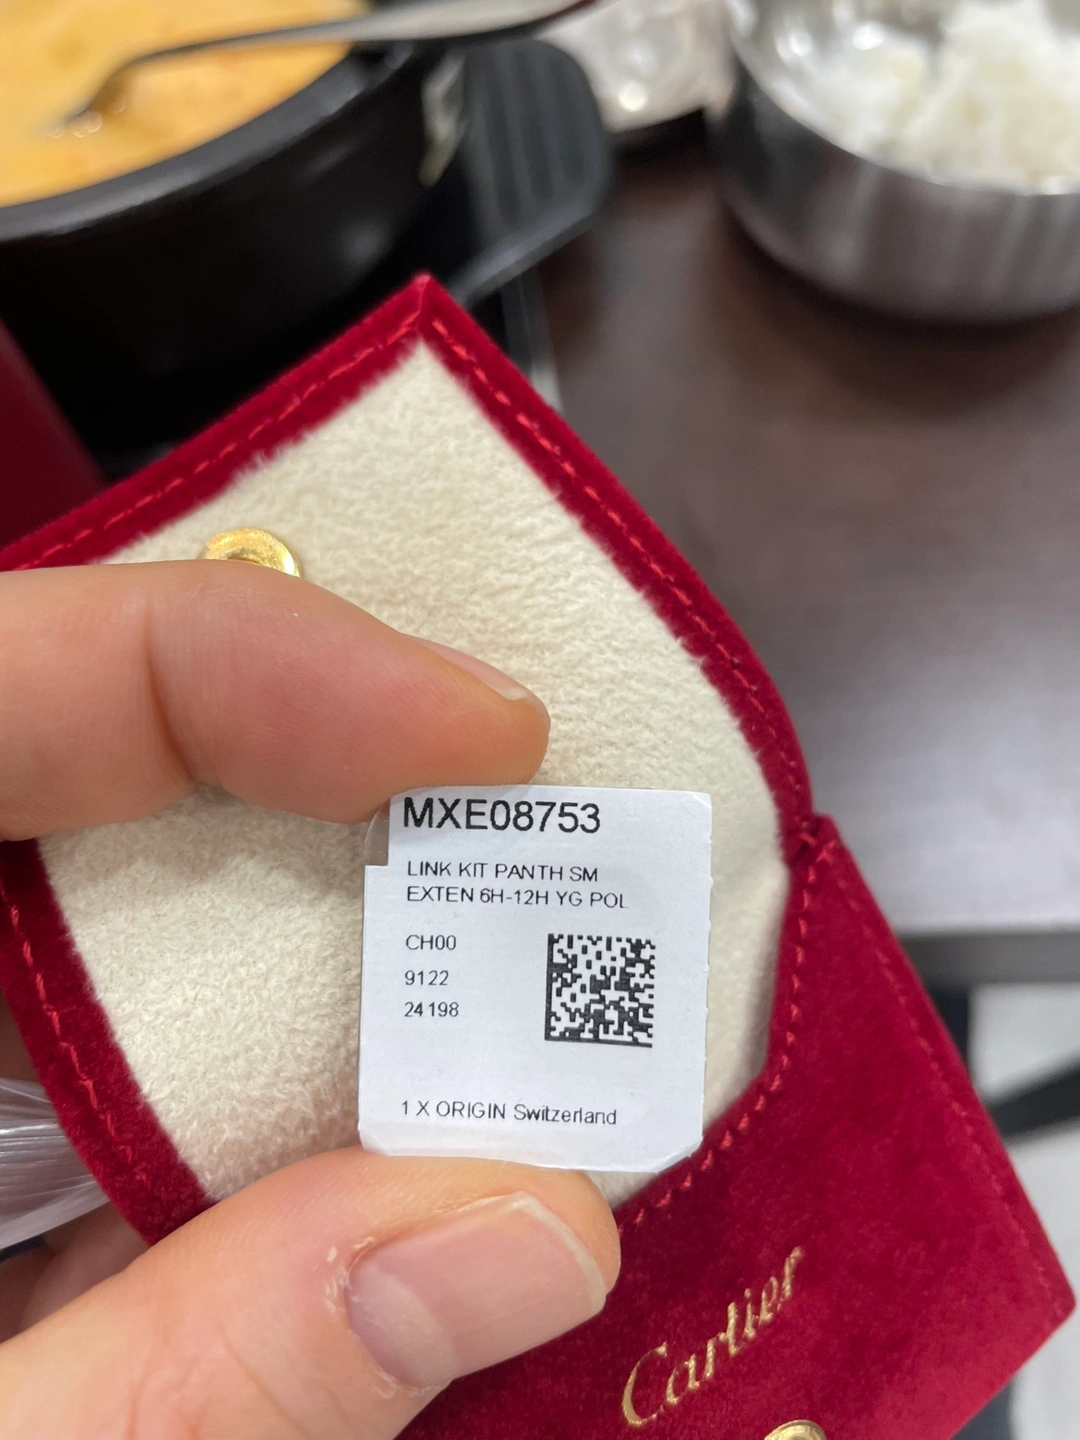 MXE08753
LINK KIT PANTH SM
EXTEN 6H-12H YG POL
CH00
9122
24198
1 X ORIGIN Switzerland
Cartier